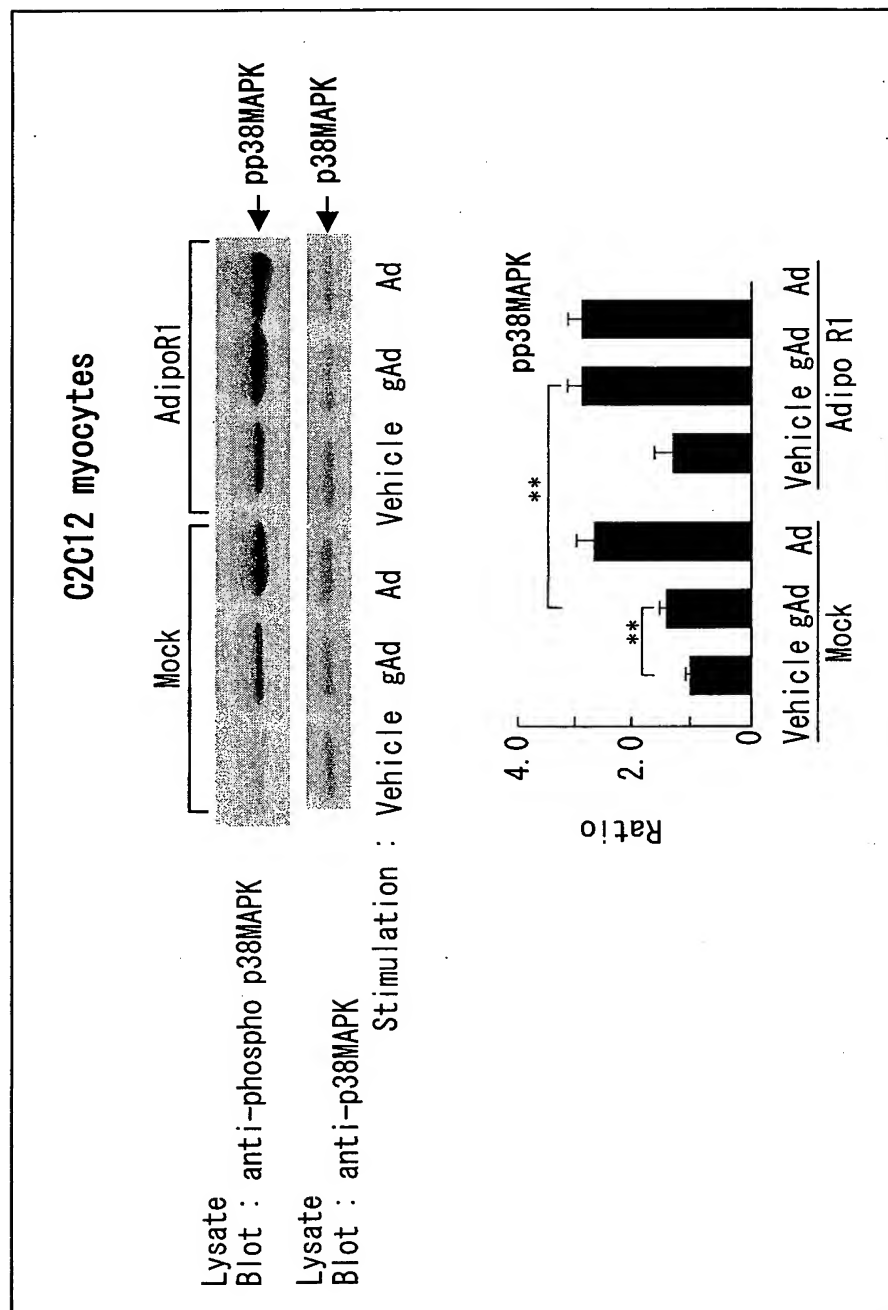 C2C12 myocytes
Mock AdipoR1
Lysate
Blot : anti-phospho p38MAPK
pp38MAPK
Lysate
Blot : anti-p38MAPK
p38MAPK
Stimulation : Vehicle gAd Ad Vehicle gAd Ad
pp38MAPK
Ratio
4.0
2.0
0
**
**
Vehicle gAd Ad Vehicle gAd Ad
Mock Adipo R1